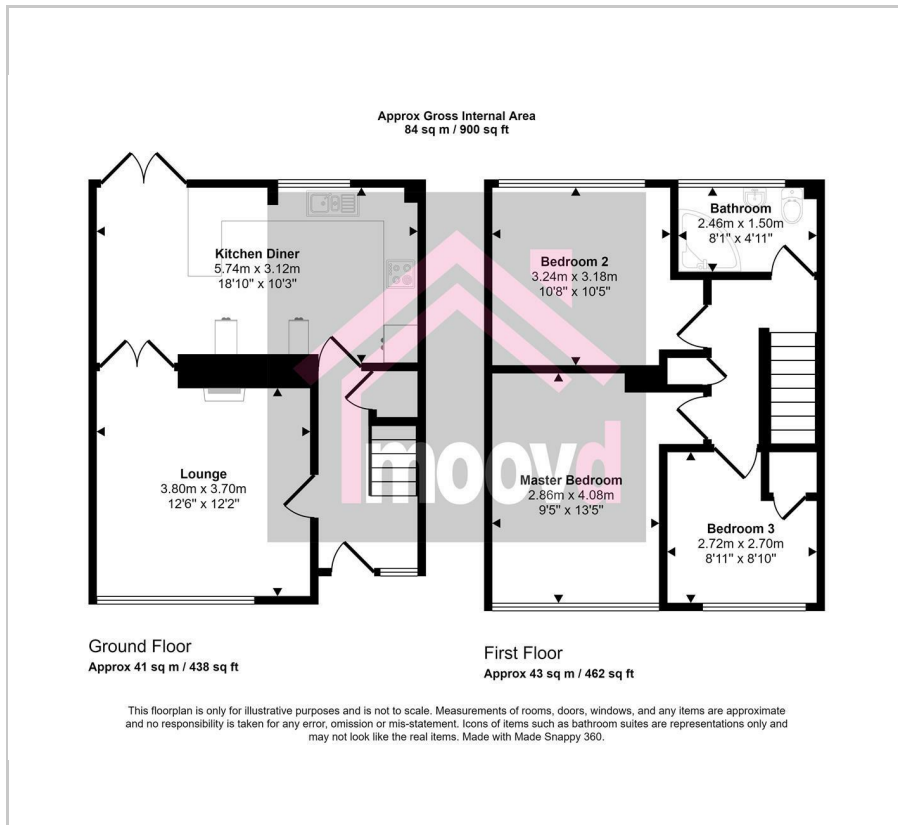 Approx Gross Internal Area
84 sq m / 900 sq ft
Kitchen Diner
5.74m x 3.12m
18'10" x 10'3"
Lounge
3.80m x 3.70m
12'6" x 12'2"
Bedroom 2
3.24m x 3.18m
10'8" x 10'5"
Bathroom
2.46m x 1.50m
8'1" x 4'11"
Master Bedroom
2.86m x 4.08m
9'5" x 13'5"
Bedroom 3
2.72m x 2.70m
8'11" x 8'10"
moovd
Ground Floor
Approx 41 sq m / 438 sq ft
First Floor
Approx 43 sq m / 462 sq ft
This floorplan is only for illustrative purposes and is not to scale. Measurements of rooms, doors, windows, and any items are approximate
and no responsibility is taken for any error, omission or mis-statement. Icons of items such as bathroom suites are representations only and
may not look like the real items. Made with Made Snappy 360.